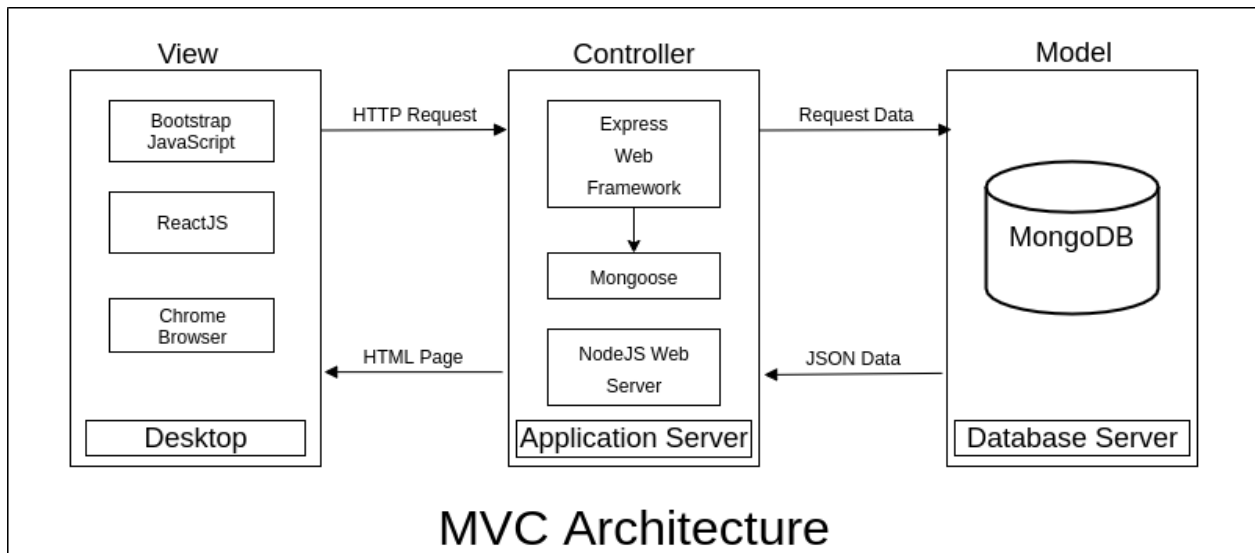 View
Bootstrap
JavaScript
ReactJS
Chrome
Browser
Desktop
HTTP Request
HTML Page
Controller
Express
Web
Framework
Mongoose
NodeJS Web
Server
Application Server
Request Data
JSON Data
Model
MongoDB
Database Server
MVC Architecture